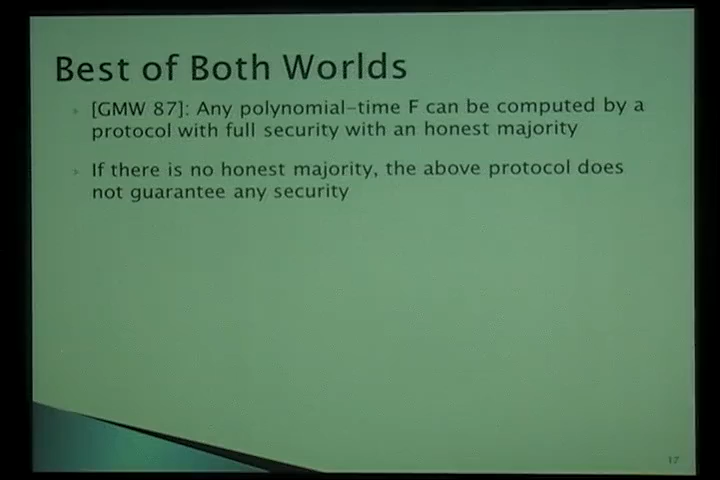 Best of Both Worlds
[GMW 87]: Any polynomial-time F can be computed by a
protocol with full security with an honest majority
If there is no honest majority, the above protocol does
not guarantee any security
17